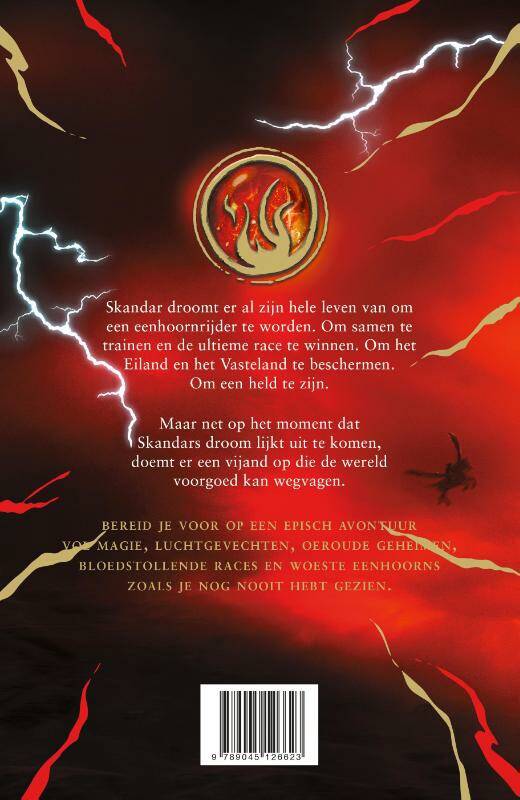 Skandar droomt er al zijn hele leven van om
een eenhoornrijder te worden. Om samen te
trainen en de ultieme race te winnen. Om het
Eiland en het Vasteland te beschermen.
Om een held te zijn.
Maar net op het moment dat
Skandars droom lijkt uit te komen,
doemt er een vijand op die de wereld
voorgoed kan wegvagen.
BEREID JE VOOR OP EEN EPISCH AVONTUUR
VOL MAGIE, LUCHTGEVECHTEN, OEROUDE GEHEIMEN,
BLOEDSTOLLENDE RACES EN WOESTE EENHOORNS
ZOALS JE NOG NOOIT HEBT GEZIEN.
9 789045 126623